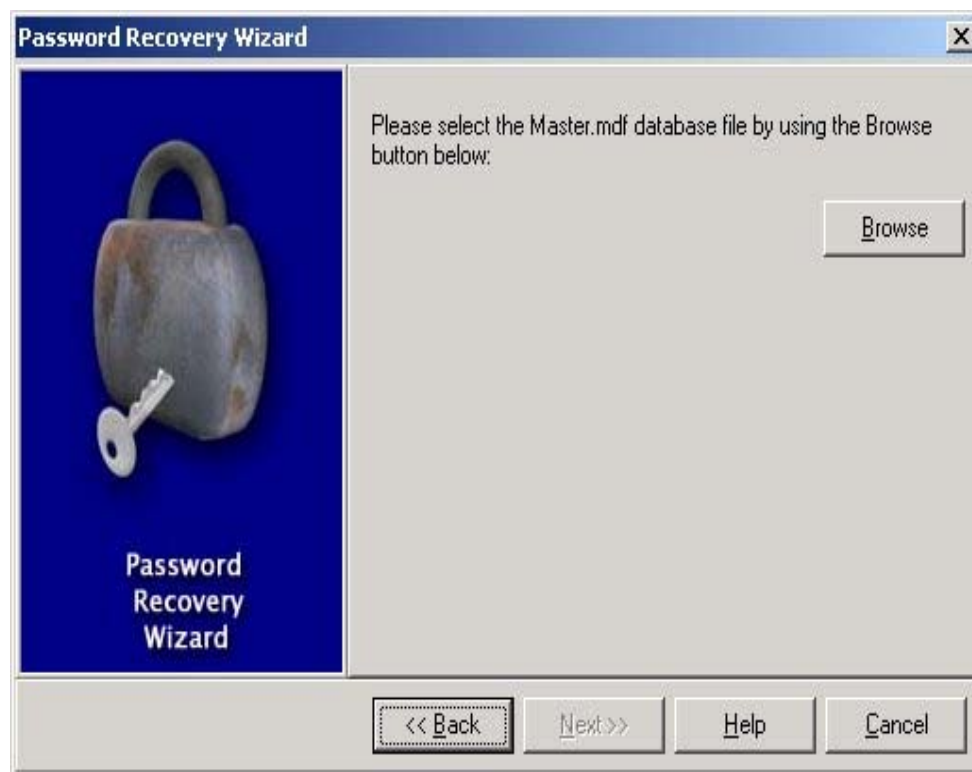 Password Recovery Wizard
Please select the Master.mdf database file by using the Browse
button below:
Browse
Password
Recovery
Wizard
<< Back
Next >>
Help
Cancel